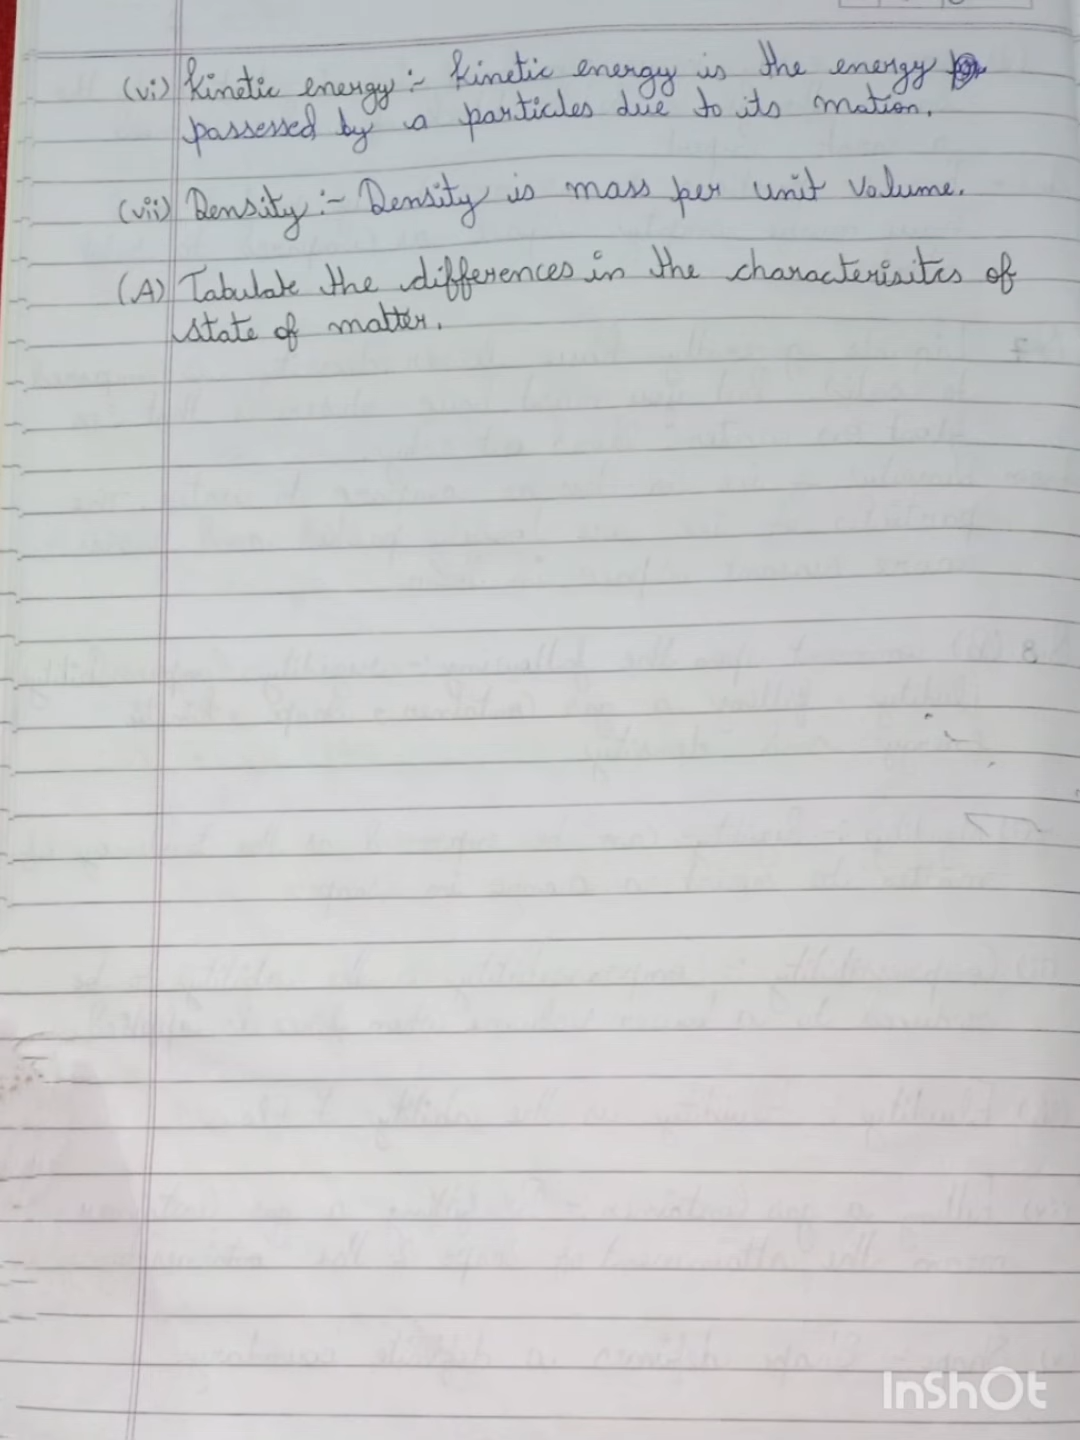 (vi) Kinetic energy :- Kinetic energy is the energy
passessed by a particles due to its mation.
(vii) Density :- Density is mass per unit Volume.
(A) Tabulate the differences in the characterisitcs of
state of matter.
InShOt